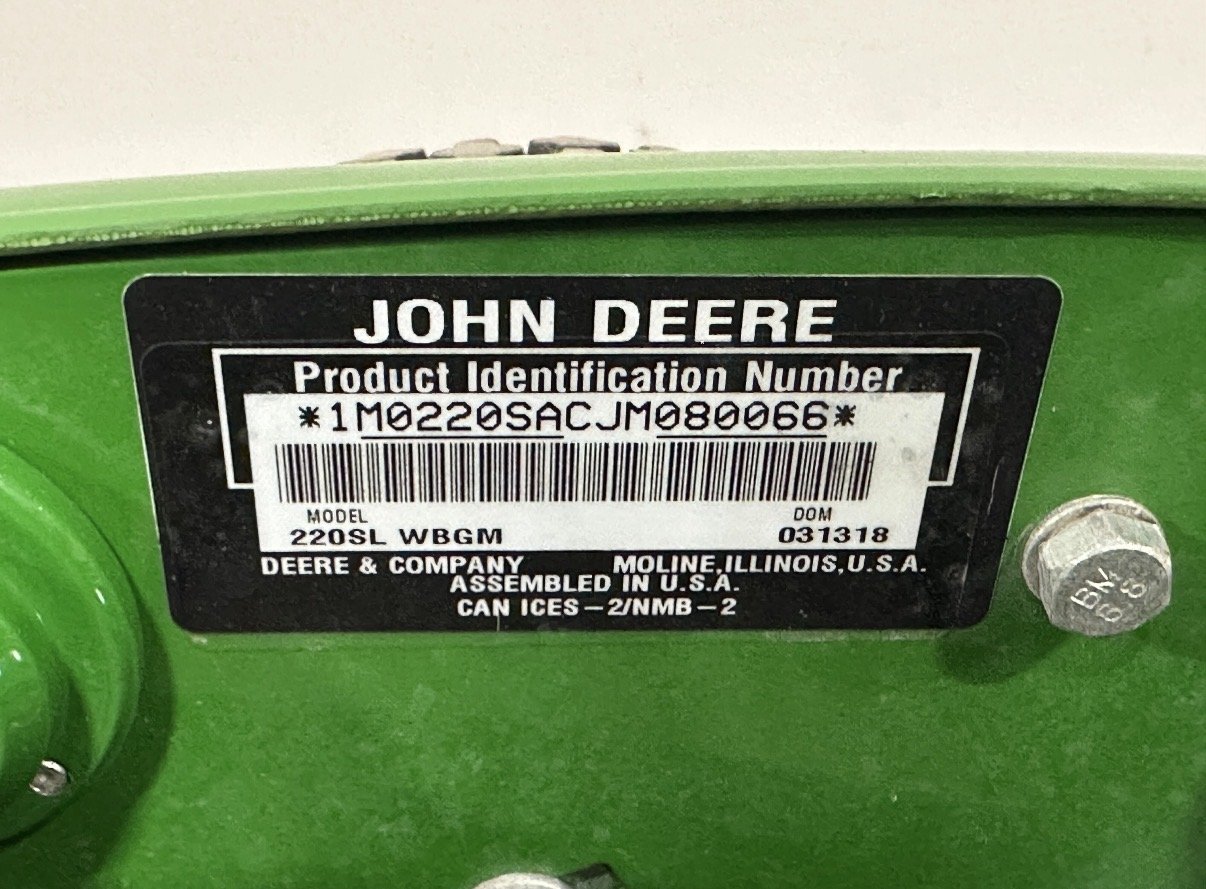 JOHN DEERE
Product Identification Number
*1M0220SACJM080066*
MODEL DOM
220SL WBGM 031318
DEERE & COMPANY MOLINE, ILLINOIS, U.S.A.
ASSEMBLED IN U.S.A.
CAN ICES-2/NMB-2